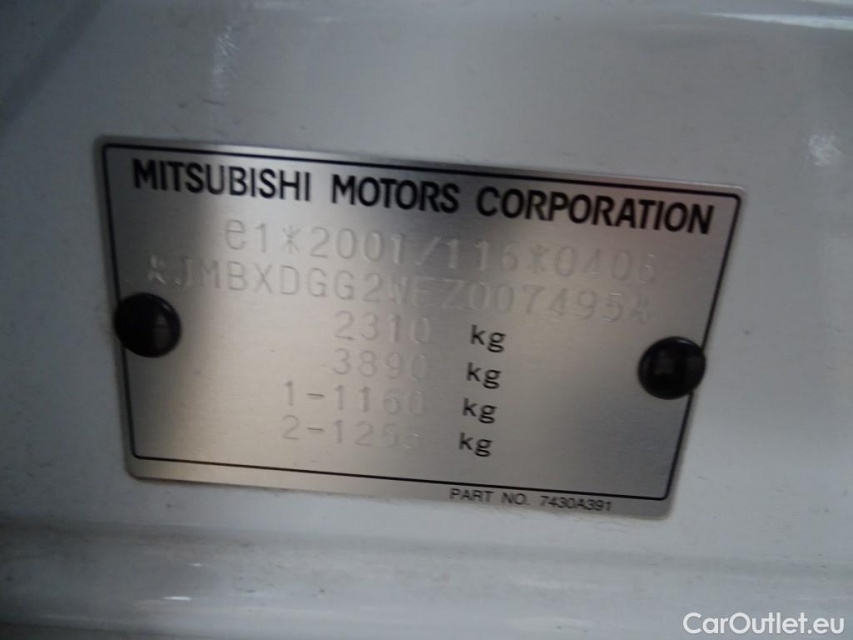 MITSUBISHI MOTORS CORPORATION
e1*2001/116*0406
*JMBXDGG2WEZ007495*
2310 kg
3890 kg
1-1160 kg
kg
PART NO. 7430A391
CarOutlet.eu